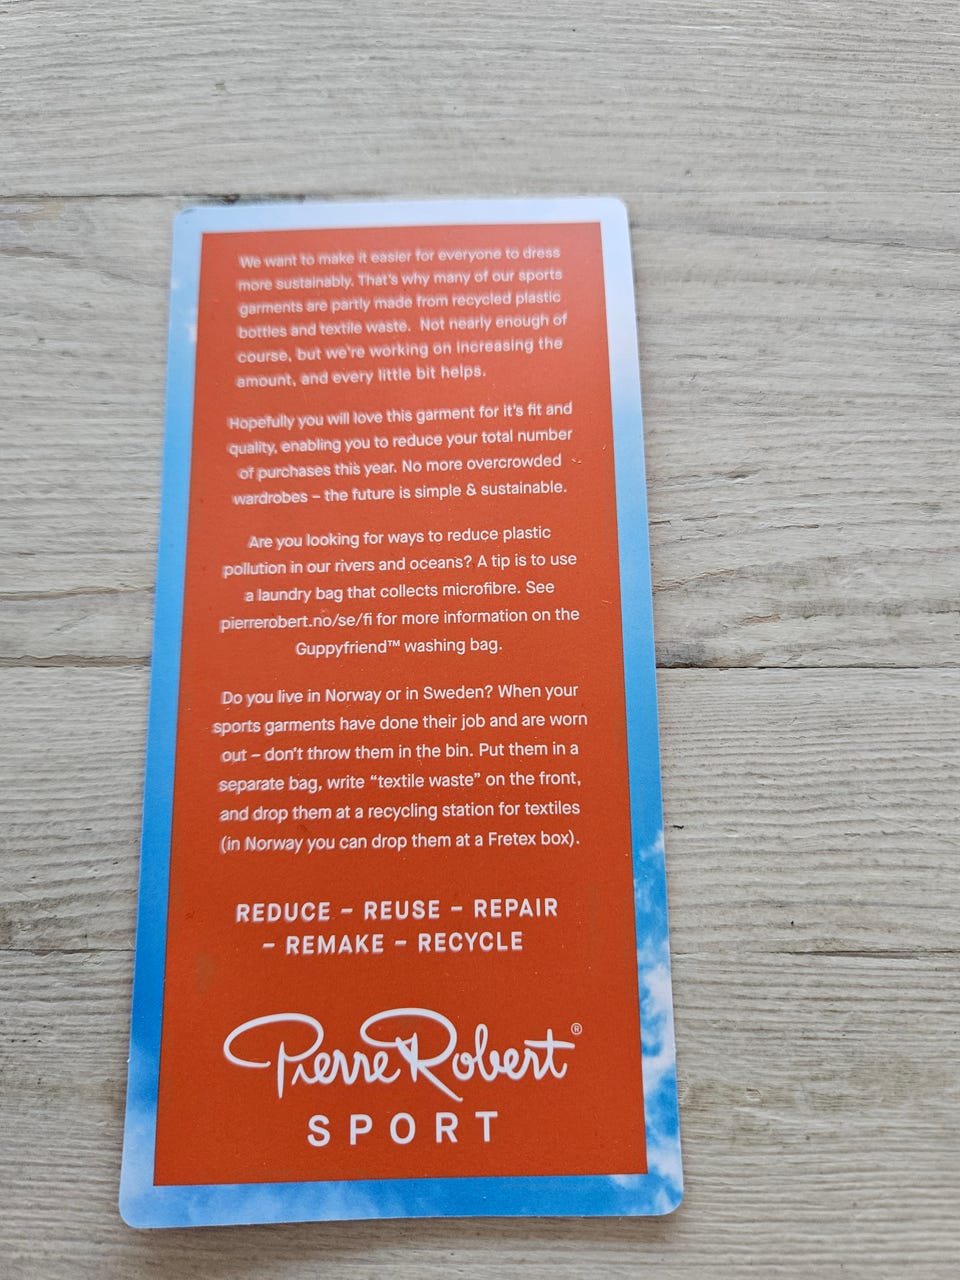 We want to make it easier for everyone to dress
more sustainably. That's why many of our sports
garments are partly made from recycled plastic
bottles and textile waste. Not nearly enough of
course, but we're working on increasing the
amount, and every little bit helps.
Hopefully you will love this garment for it's fit and
quality, enabling you to reduce your total number
of purchases this year. No more overcrowded
wardrobes – the future is simple & sustainable.
Are you looking for ways to reduce plastic
pollution in our rivers and oceans? A tip is to use
a laundry bag that collects microfibre. See
pierrerobert.no/se/fi for more information on the
Guppyfriend™ washing bag.
Do you live in Norway or in Sweden? When your
sports garments have done their job and are worn
out – don't throw them in the bin. Put them in a
separate bag, write “textile waste” on the front,
and drop them at a recycling station for textiles
(in Norway you can drop them at a Fretex box).
REDUCE – REUSE – REPAIR
– REMAKE – RECYCLE
Pierre Robert®
SPORT